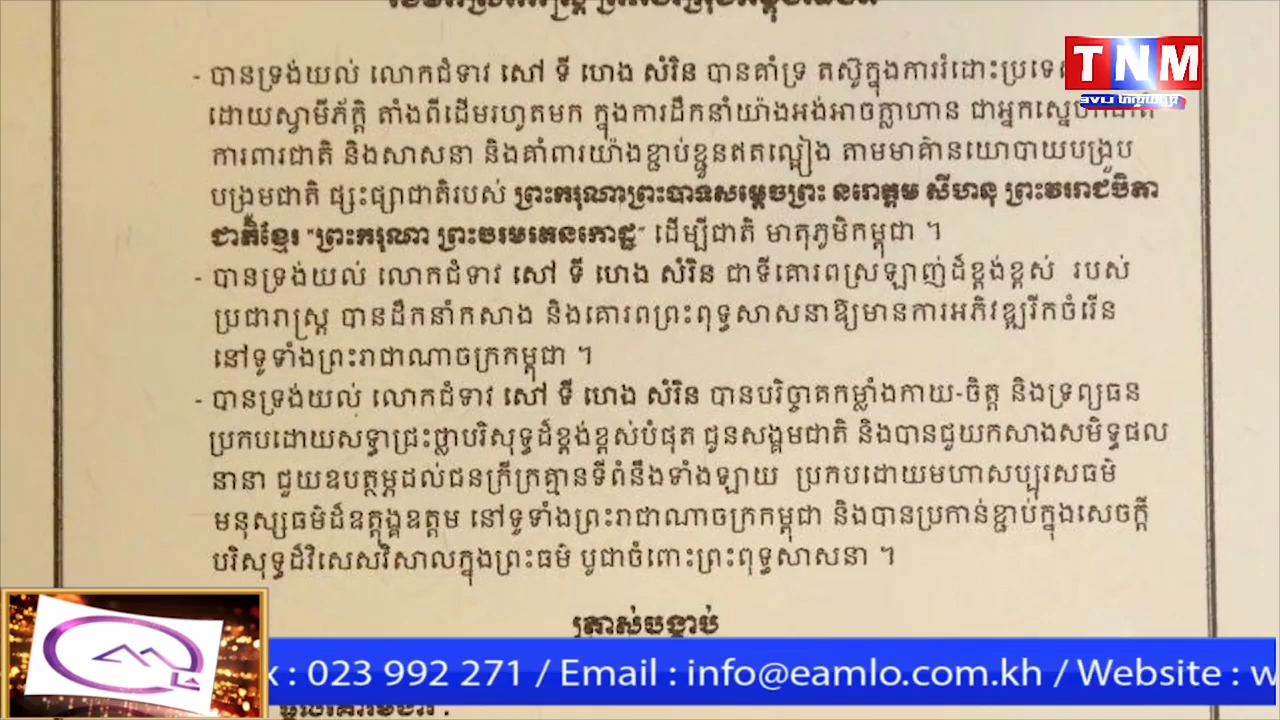 - បានទ្រង់យល់ លោកជំទាវ សៅ ទី ហេង សំរិន បានគាំទ្រ តស៊ូក្នុងការរំដោះប្រទេស
ដោយស្វាមីភ័ក្តិ តាំងពីដើមរហូតមក ក្នុងការដឹកនាំយ៉ាងអង់អាចក្លាហាន ជាអ្នកស្នេហាជាតិ
ការពារជាតិ និងសាសនា និងគាំពារយ៉ាងខ្ជាប់ខ្ជួនឥតល្អៀង តាមមាគ៌ានយោបាយបង្រួប
បង្រួមជាតិ ផ្សះផ្សាជាតិរបស់ ព្រះករុណាព្រះបាទសម្តេចព្រះ នរោត្តម សីហនុ ព្រះវររាជបិតា
ជាតិខ្មែរ "ព្រះករុណា ព្រះបរមរតនកោដ្ឋ" ដើម្បីជាតិ មាតុភូមិកម្ពុជា ។
- បានទ្រង់យល់ លោកជំទាវ សៅ ទី ហេង សំរិន ជាទីគោរពស្រឡាញ់ដ៏ខ្ពង់ខ្ពស់ របស់
ប្រជារាស្ត្រ បានដឹកនាំកសាង និងគោរពព្រះពុទ្ធសាសនាឱ្យមានការអភិវឌ្ឍរីកចំរើន
នៅទូទាំងព្រះរាជាណាចក្រកម្ពុជា ។
- បានទ្រង់យល់ លោកជំទាវ សៅ ទី ហេង សំរិន បានបរិច្ចាគកម្លាំងកាយ-ចិត្ត និងទ្រព្យធន
ប្រកបដោយសទ្ធាជ្រះថ្លាបរិសុទ្ធដ៏ខ្ពង់ខ្ពស់បំផុត ជូនសង្គមជាតិ និងបានជួយកសាងសមិទ្ធផល
នានា ជួយឧបត្ថម្ភដល់ជនក្រីក្រគ្មានទីពំនឹងទាំងឡាយ ប្រកបដោយមហាសប្បុរសធម៌
មនុស្សធម៌ដ៏ឧត្តុង្គឧត្តម នៅទូទាំងព្រះរាជាណាចក្រកម្ពុជា និងបានប្រកាន់ខ្ជាប់ក្នុងសេចក្តី
បរិសុទ្ធដ៏វិសេសវិសាលក្នុងព្រះធម៌ បូជាចំពោះព្រះពុទ្ធសាសនា ។
ត្រាស់បង្គាប់
TNM
x : 023 992 271 / Email : info@eamlo.com.kh / Website : w